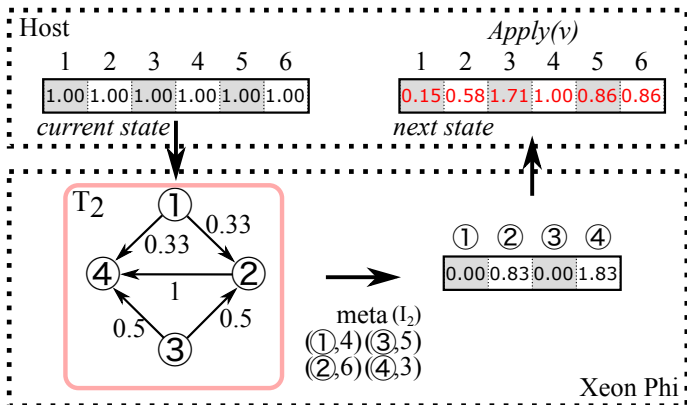 Host
Apply(v)
1 2 3 4 5 6
1.00 1.00 1.00 1.00 1.00 1.00
current state
1 2 3 4 5 6
0.15 0.58 1.71 1.00 0.86 0.86
next state
T2
①
0.33
0.33
④
②
1
0.5
0.5
③
meta (I2)
(①,4)(③,5)
(②,6)(④,3)
① ② ③ ④
0.00 0.83 0.00 1.83
Xeon Phi